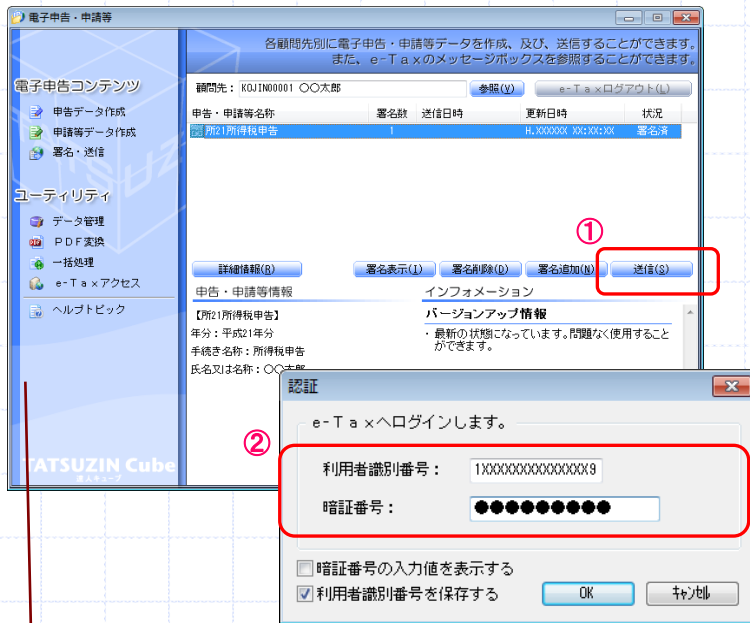 電子申告・申請等
各顧問先別に電子申告・申請等データを作成、及び、送信することができます。
また、e-Taxのメッセージボックスを参照することができます。
電子申告コンテンツ
申告データ作成
申請等データ作成
署名・送信
ユーティリティ
データ管理
PDF変換
一括処理
e-Taxアクセス
ヘルプトピック
TATSUZIN Cube
達人キューブ
顧問先： KOJIN00001 〇〇太郎 参照(V) e-Taxログアウト(L)
申告・申請等名称 署名数 送信日時 更新日時 状況
所21所得税申告 1 H.XXXXXX XX:XX:XX 署名済
①
詳細情報(R) 署名表示(I) 署名削除(D) 署名追加(N) 送信(S)
申告・申請等情報
【所21所得税申告】
年分：平成21年分
手続き名称：所得税申告
氏名又は名称：〇〇太郎
インフォメーション
バージョンアップ情報
・最新の状態になっています。問題なく使用すること
ができます。
認証
e-Taxへログインします。
②
利用者識別番号： 1XXXXXXXXXXXXXX9
暗証番号： ●●●●●●●●●
暗証番号の入力値を表示する
利用者識別番号を保存する OK キャンセル